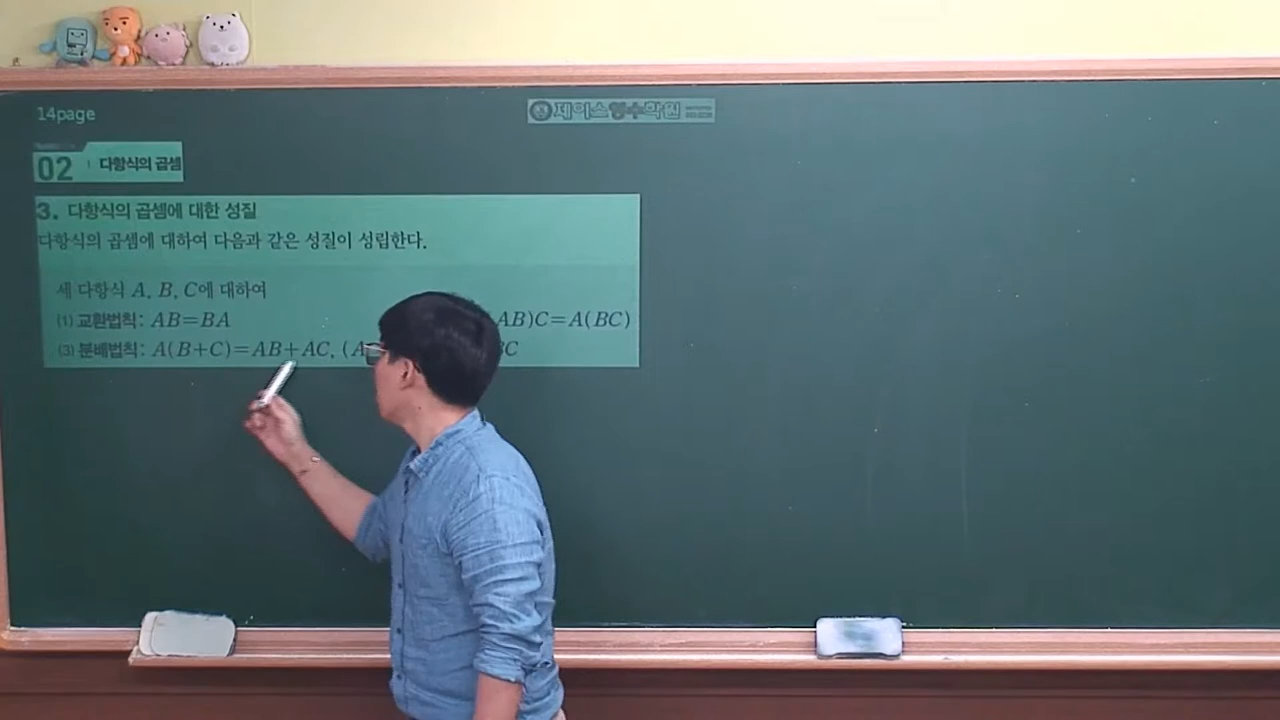 14page
제이스영수학원
02 다항식의 곱셈
3. 다항식의 곱셈에 대한 성질
다항식의 곱셈에 대하여 다음과 같은 성질이 성립한다.
세 다항식 A, B, C에 대하여
(1) 교환법칙: AB=BA AB)C=A(BC)
(3) 분배법칙: A(B+C)=AB+AC, (A C